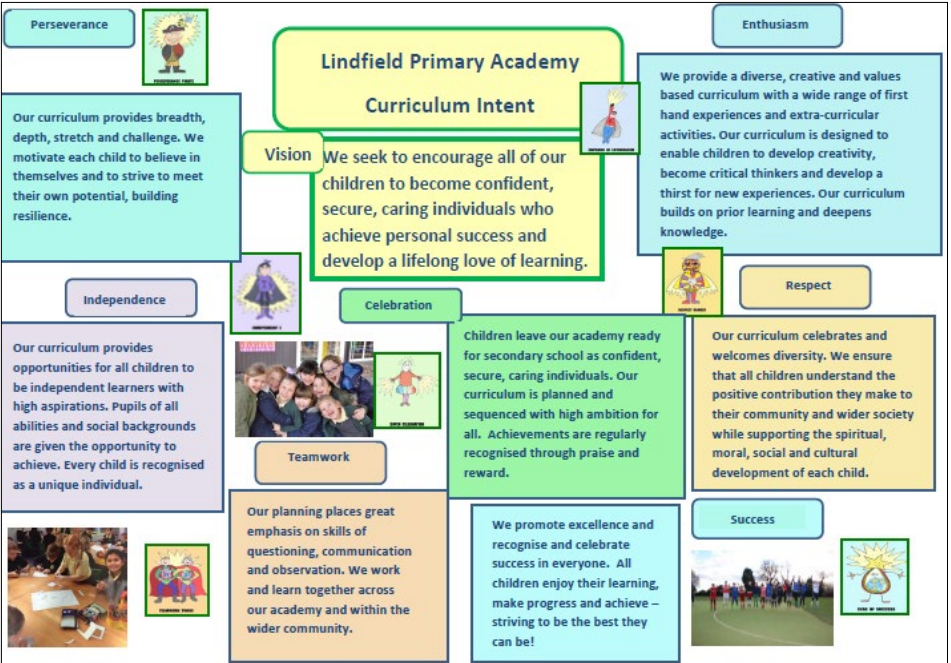 Perseverance
Our curriculum provides breadth,
depth, stretch and challenge. We
motivate each child to believe in
themselves and to strive to meet
their own potential, building
resilience.
Lindfield Primary Academy
Curriculum Intent
Vision
We seek to encourage all of our
children to become confident,
secure, caring individuals who
achieve personal success and
develop a lifelong love of learning.
Enthusiasm
We provide a diverse, creative and values
based curriculum with a wide range of first
hand experiences and extra-curricular
activities. Our curriculum is designed to
enable children to develop creativity,
become critical thinkers and develop a
thirst for new experiences. Our curriculum
builds on prior learning and deepens
knowledge.
Independence
Our curriculum provides
opportunities for all children to
be independent learners with
high aspirations. Pupils of all
abilities and social backgrounds
are given the opportunity to
achieve. Every child is recognised
as a unique individual.
Celebration
Children leave our academy ready
for secondary school as confident,
secure, caring individuals. Our
curriculum is planned and
sequenced with high ambition for
all. Achievements are regularly
recognised through praise and
reward.
Respect
Our curriculum celebrates and
welcomes diversity. We ensure
that all children understand the
positive contribution they make to
their community and wider society
while supporting the spiritual,
moral, social and cultural
development of each child.
Teamwork
Our planning places great
emphasis on skills of
questioning, communication
and observation. We work
and learn together across
our academy and within the
wider community.
Success
We promote excellence and
recognise and celebrate
success in everyone. All
children enjoy their learning,
make progress and achieve –
striving to be the best they
can be!